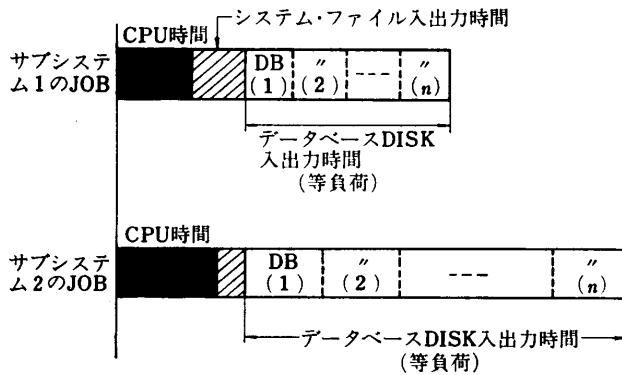 システム・ファイル入出力時間
CPU時間
サブシステ
ム1のJOB
DB
(1)
〃
(2)
〃
(n)
データベースDISK
入出力時間
(等負荷)
CPU時間
サブシステ
ム2のJOB
DB
(1)
〃
(2)
〃
(n)
データベースDISK入出力時間
(等負荷)